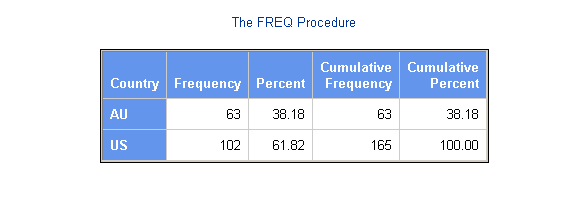 The FREQ Procedure
Cumulative Cumulative
Country Frequency Percent Frequency Percent
AU 63 38.18 63 38.18
US 102 61.82 165 100.00